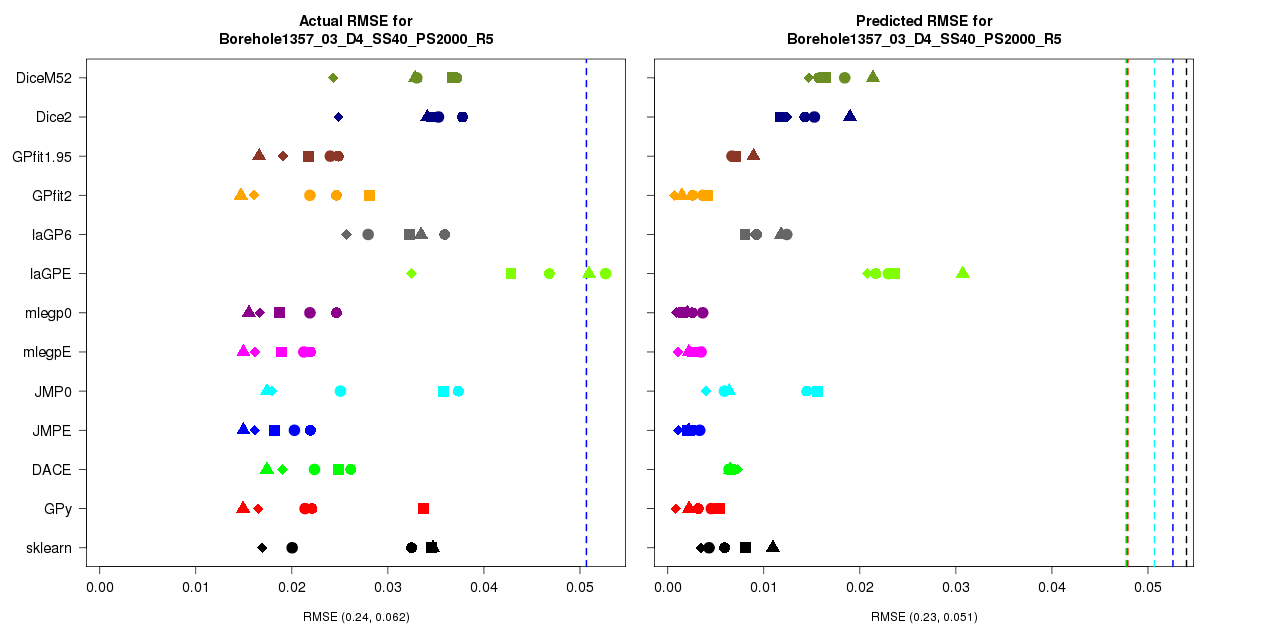 Actual RMSE for
Borehole1357_03_D4_SS40_PS2000_R5
Predicted RMSE for
Borehole1357_03_D4_SS40_PS2000_R5
DiceM52
Dice2
GPfit1.95
GPfit2
laGP6
laGPE
mlegp0
mlegpE
JMP0
JMPE
DACE
GPy
sklearn
0.00 0.01 0.02 0.03 0.04 0.05
0.00 0.01 0.02 0.03 0.04 0.05
RMSE (0.24, 0.062)
RMSE (0.23, 0.051)